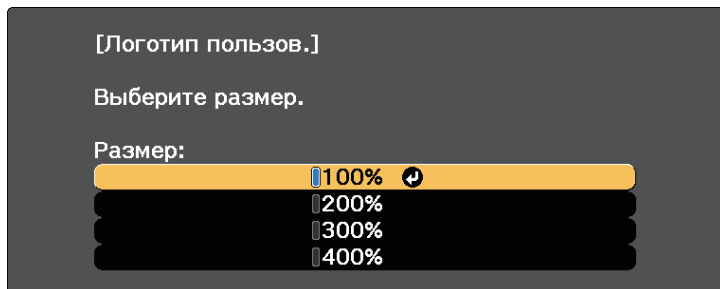 [Логотип пользов.]
Выберите размер.
Размер:
100%
200%
300%
400%